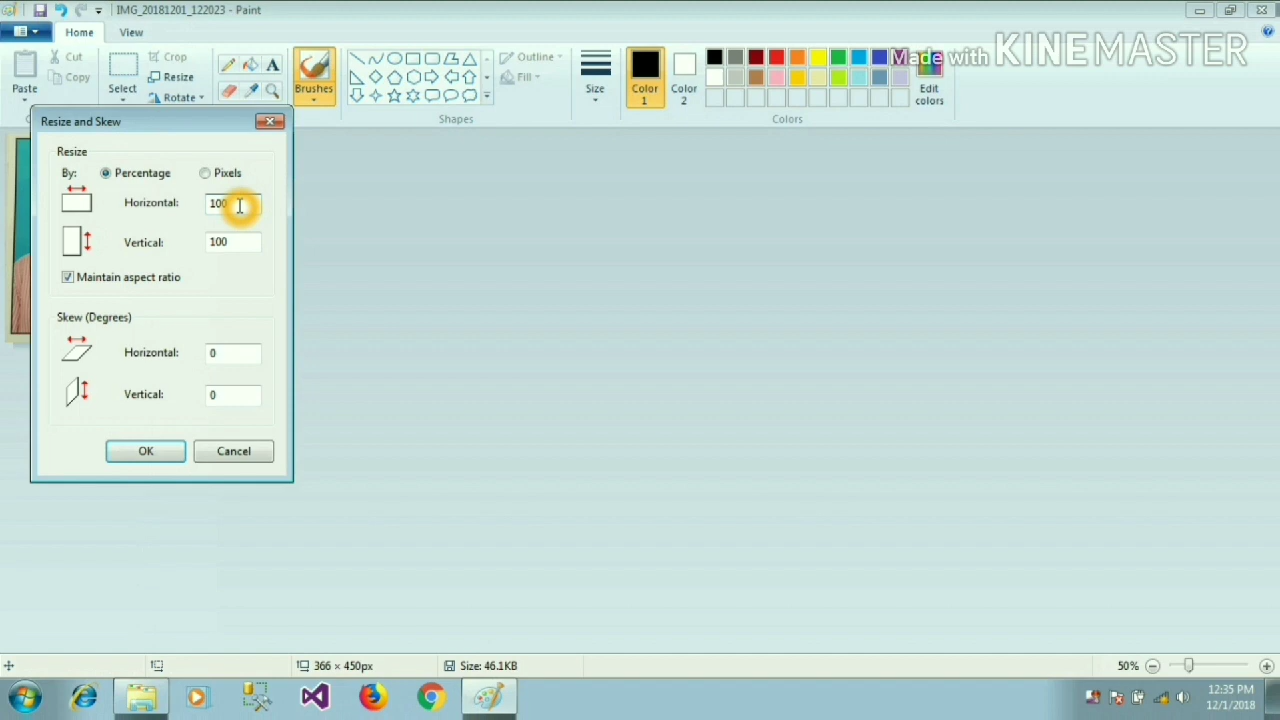 IMG_20181201_122023 - Paint
Home
View
Made with KINEMASTER
Paste
Cut
Copy
Select
Crop
Resize
Rotate
A
Brushes
Outline
Fill
Shapes
Size
Color
1
Color
2
Edit
colors
Colors
Resize and Skew
Resize
By:
Percentage
Pixels
Horizontal:
100
Vertical:
100
Maintain aspect ratio
Skew (Degrees)
Horizontal:
0
Vertical:
0
OK
Cancel
366 × 450px
Size: 46.1KB
50%
12:35 PM
12/1/2018